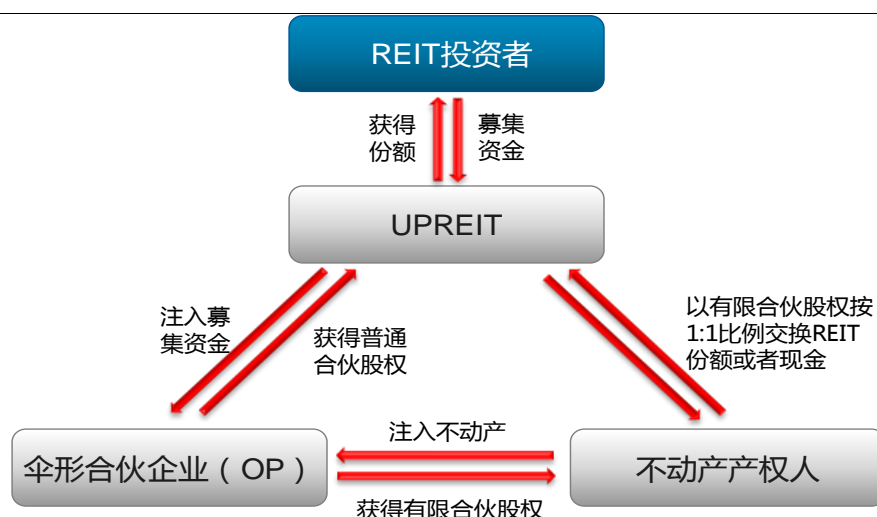 REIT投资者
获得
份额
募集
资金
UPREIT
注入募
集资金
获得普通
合伙股权
以有限合伙股权按
1:1比例交换REIT
份额或者现金
注入不动产
伞形合伙企业（OP）
不动产产权人
获得有限合伙股权